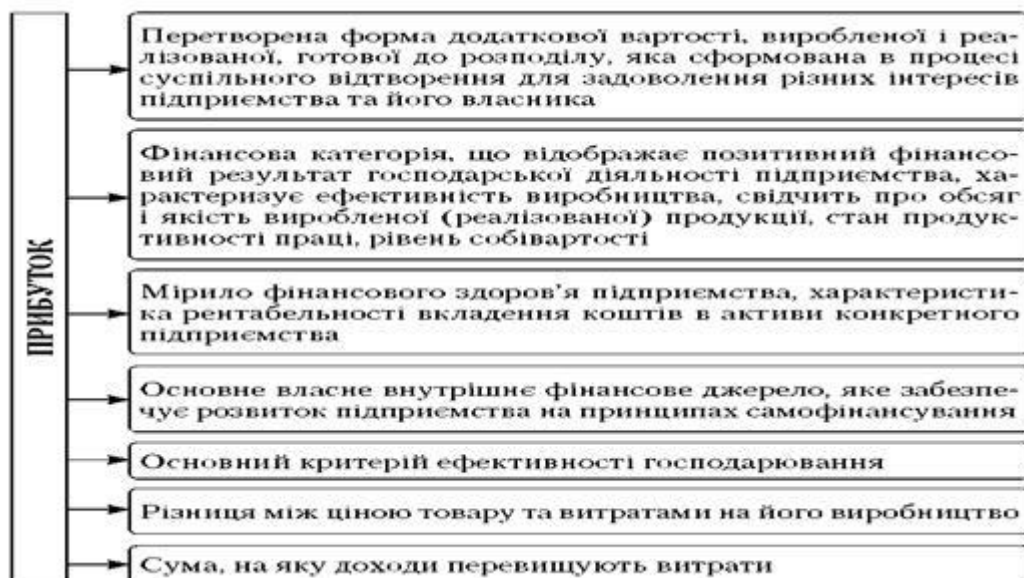 ПРИБУТОК
Перетворена форма додаткової вартості, виробленої і реа-
лізованої, готової до розподілу, яка сформована в процесі
суспільного відтворення для задоволення різних інтересів
підприємства та його власника
Фінансова категорія, що відображає позитивний фінансо-
вий результат господарської діяльності підприємства, ха-
рактеризує ефективність виробництва, свідчить про обсяг
і якість виробленої (реалізованої) продукції, стан продук-
тивності праці, рівень собівартості
Мірило фінансового здоров’я підприємства, характеристи-
ка рентабельності вкладення коштів в активи конкретного
підприємства
Основне власне внутрішнє фінансове джерело, яке забезпе-
чує розвиток підприємства на принципах самофінансування
Основний критерій ефективності господарювання
Різниця між ціною товару та витратами на його виробництво
Сума, на яку доходи перевищують витрати